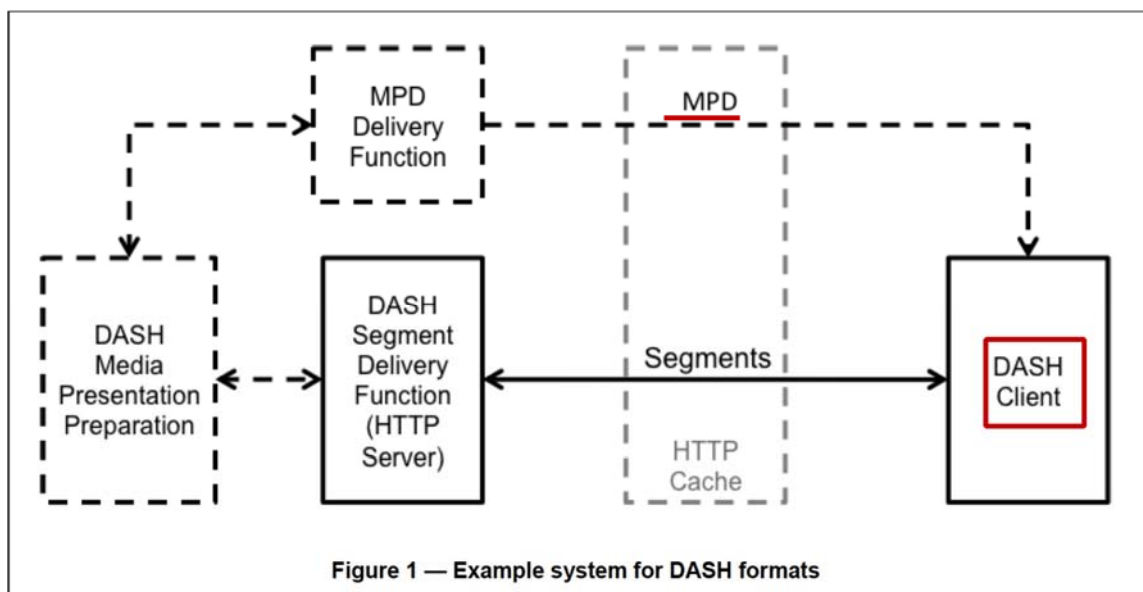 MPD
Delivery
Function
MPD
DASH
Media
Presentation
Preparation
DASH
Segment
Delivery
Function
(HTTP
Server)
Segments
HTTP
Cache
DASH
Client
Figure 1 — Example system for DASH formats